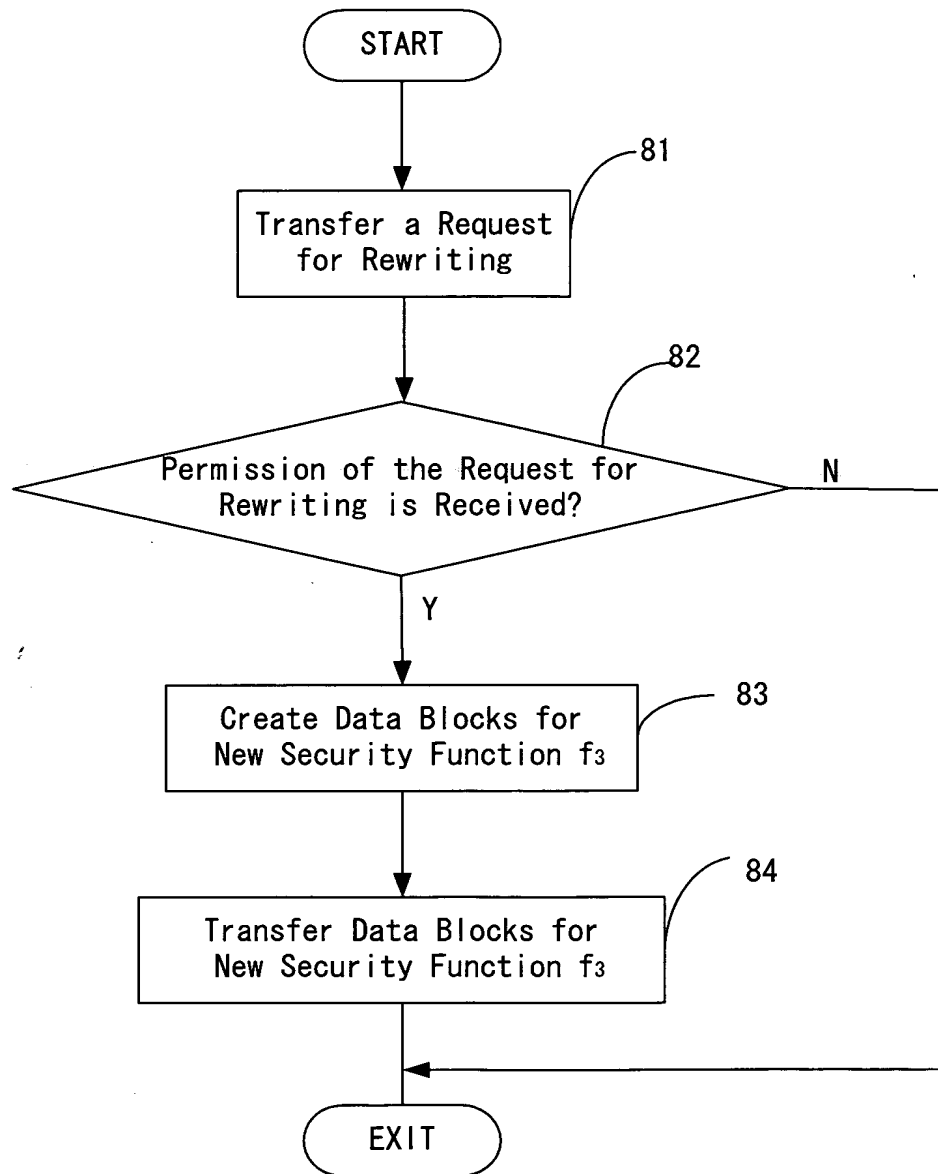 START
81
Transfer a Request
for Rewriting
82
Permission of the Request for
Rewriting is Received?
N
Y
83
Create Data Blocks for
New Security Function f₃
84
Transfer Data Blocks for
New Security Function f₃
EXIT